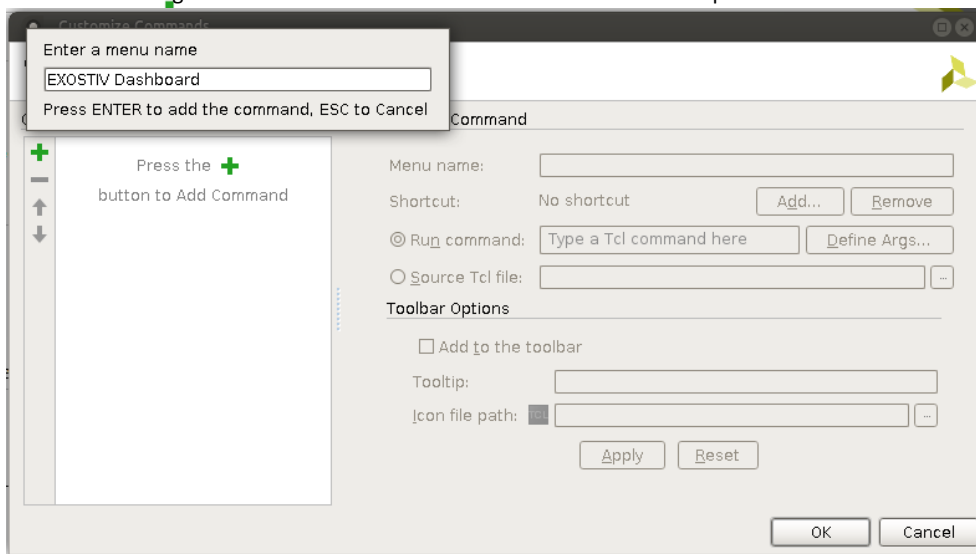 Customize Commands
Enter a menu name
EXOSTIV Dashboard
Press ENTER to add the command, ESC to Cancel
Command
Press the
button to Add Command
Menu name:
Shortcut: No shortcut Add... Remove
Run command: Type a Tcl command here Define Args...
Source Tcl file: ...
Toolbar Options
Add to the toolbar
Tooltip:
Icon file path: TCL ...
Apply Reset
OK Cancel